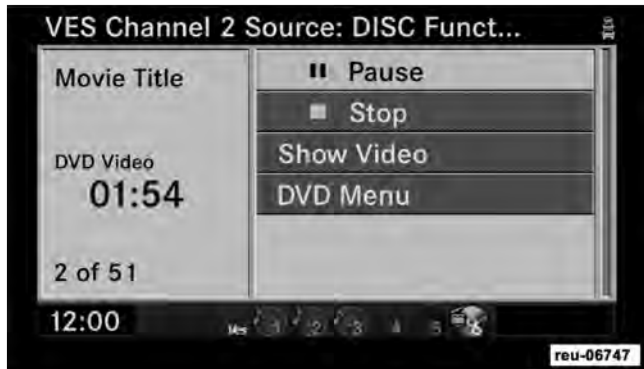 VES Channel 2 Source: DISC Funct...
Movie Title
DVD Video
01:54
2 of 51
Pause
Stop
Show Video
DVD Menu
12:00
1 2 3 4 5 6
reu-06747